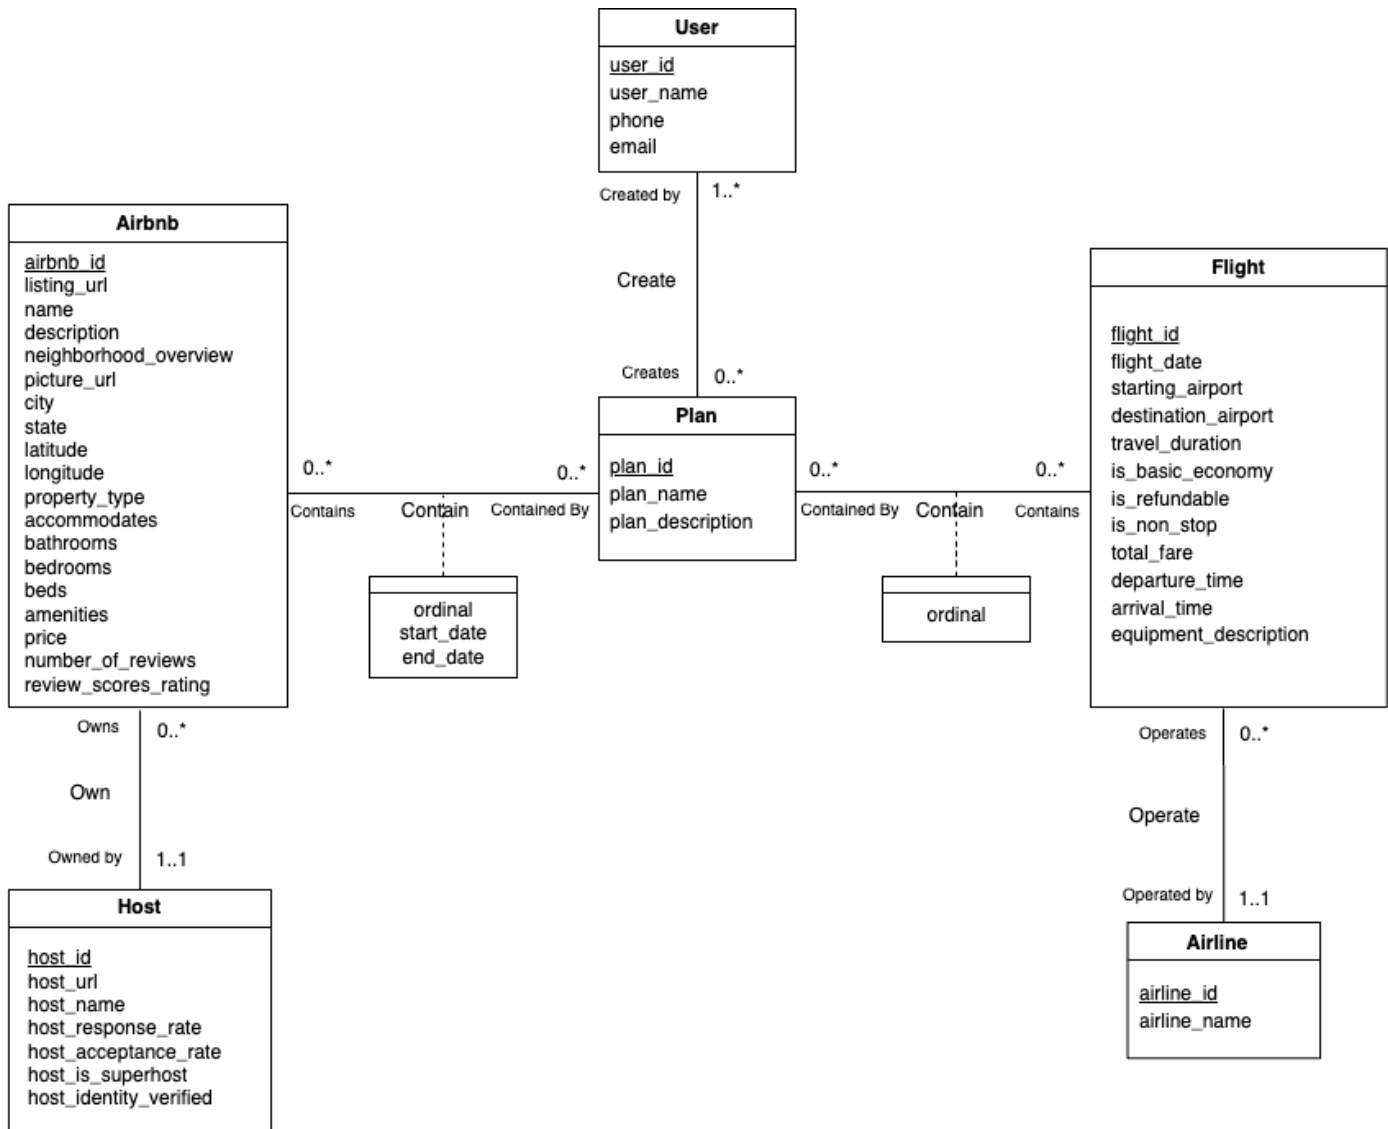 User
user_id
user_name
phone
email
Created by
1..*
Create
Creates
0..*
Airbnb
airbnb_id
listing_url
name
description
neighborhood_overview
picture_url
city
state
latitude
longitude
property_type
accommodates
bathrooms
bedrooms
beds
amenities
price
number_of_reviews
review_scores_rating
0..*
Contains
Contain
0..*
Contained By
ordinal
start_date
end_date
Plan
plan_id
plan_name
plan_description
0..*
Contained By
Contain
0..*
Contains
ordinal
Flight
flight_id
flight_date
starting_airport
destination_airport
travel_duration
is_basic_economy
is_refundable
is_non_stop
total_fare
departure_time
arrival_time
equipment_description
Owns
0..*
Own
Owned by
1..1
Host
host_id
host_url
host_name
host_response_rate
host_acceptance_rate
host_is_superhost
host_identity_verified
Operates
0..*
Operate
Operated by
1..1
Airline
airline_id
airline_name